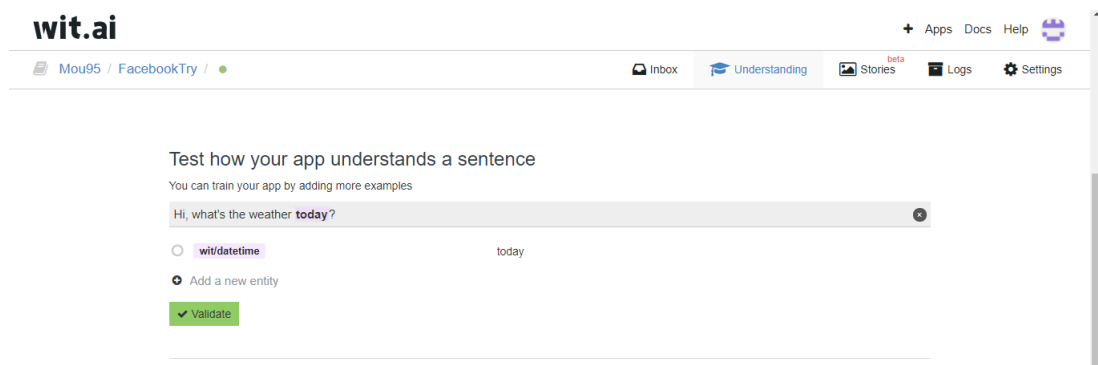 wit.ai
Apps Docs Help
Mou95 / FacebookTry /
Inbox Understanding Stories beta Logs Settings
Test how your app understands a sentence
You can train your app by adding more examples
Hi, what's the weather today?
wit/datetime today
Add a new entity
Validate